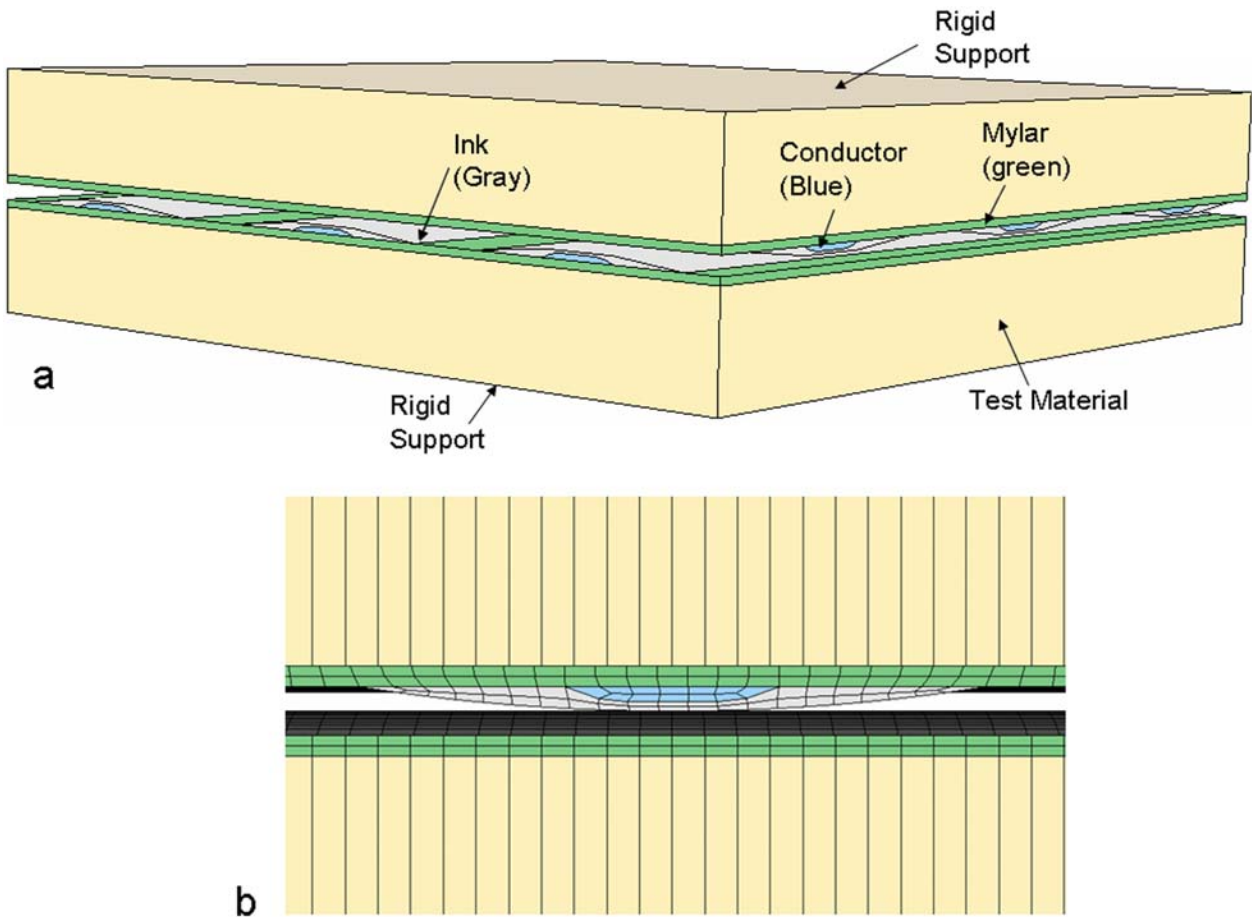 Rigid
Support
Ink
(Gray)
Conductor
(Blue)
Mylar
(green)
a
Rigid
Support
Test Material
b